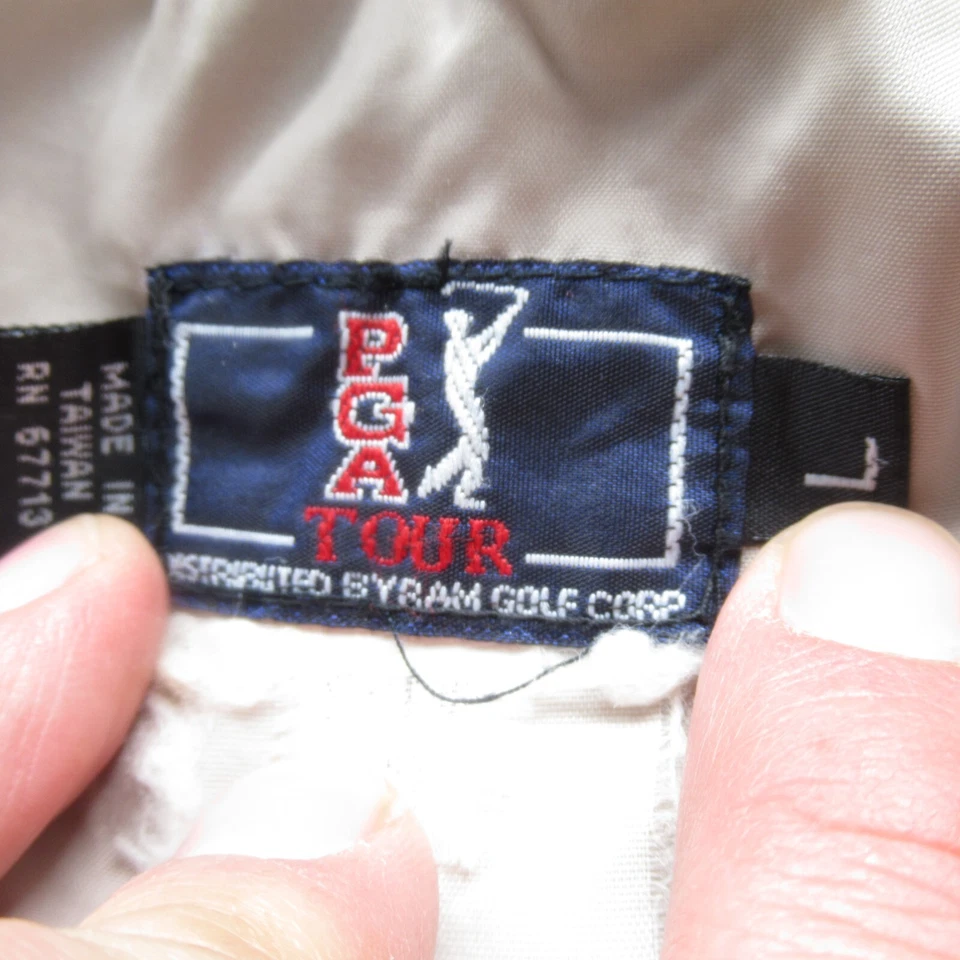 MADE IN
TAIWAN
RN 67713
PGA
TOUR
DISTRIBUTED BY RAM GOLF CORP
L